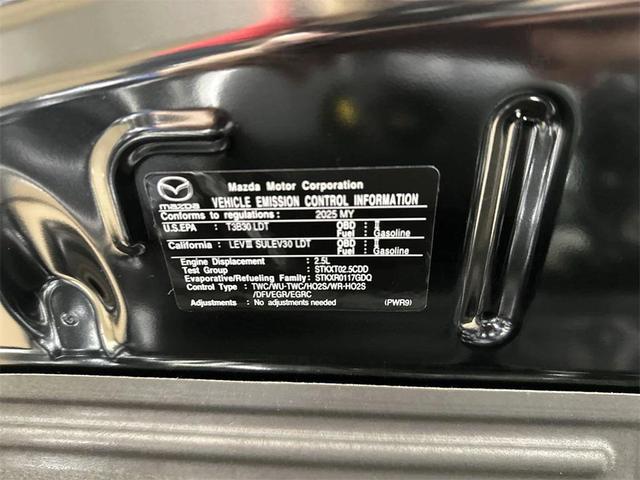 mazda
Mazda Motor Corporation
VEHICLE EMISSION CONTROL INFORMATION
Conforms to regulations: 2025 MY
U.S.EPA : T3B30 LDT OBD : II
Fuel : Gasoline
California : LEVIII SULEV30 LDT OBD : II
Fuel : Gasoline
Engine Displacement : 2.5L
Test Group : STKXT02.5CDD
Evaporative/Refueling Family : STKXR0117GDQ
Control Type : TWC/WU-TWC/HO2S/WR-HO2S
/DFI/EGR/EGRC
Adjustments : No adjustments needed (PWR9)